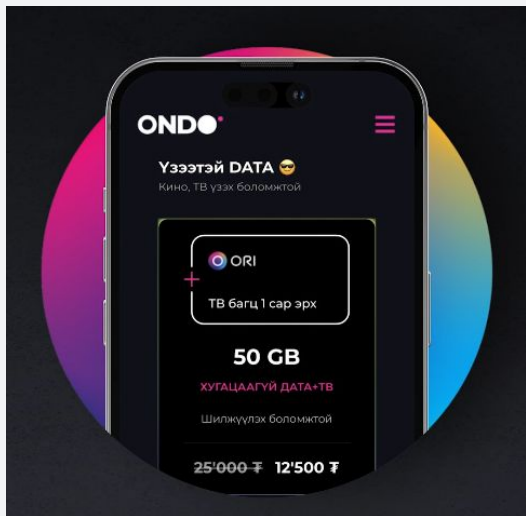 ONDO
Үзээтэй DATA 😎
Кино, ТВ үзэх боломжтой
ORI
ТВ багц 1 сар эрх
50 GB
ХУГАЦААГҮЙ ДАТА+ТВ
Шилжүүлэх боломжтой
25'000 ₮ 12'500 ₮